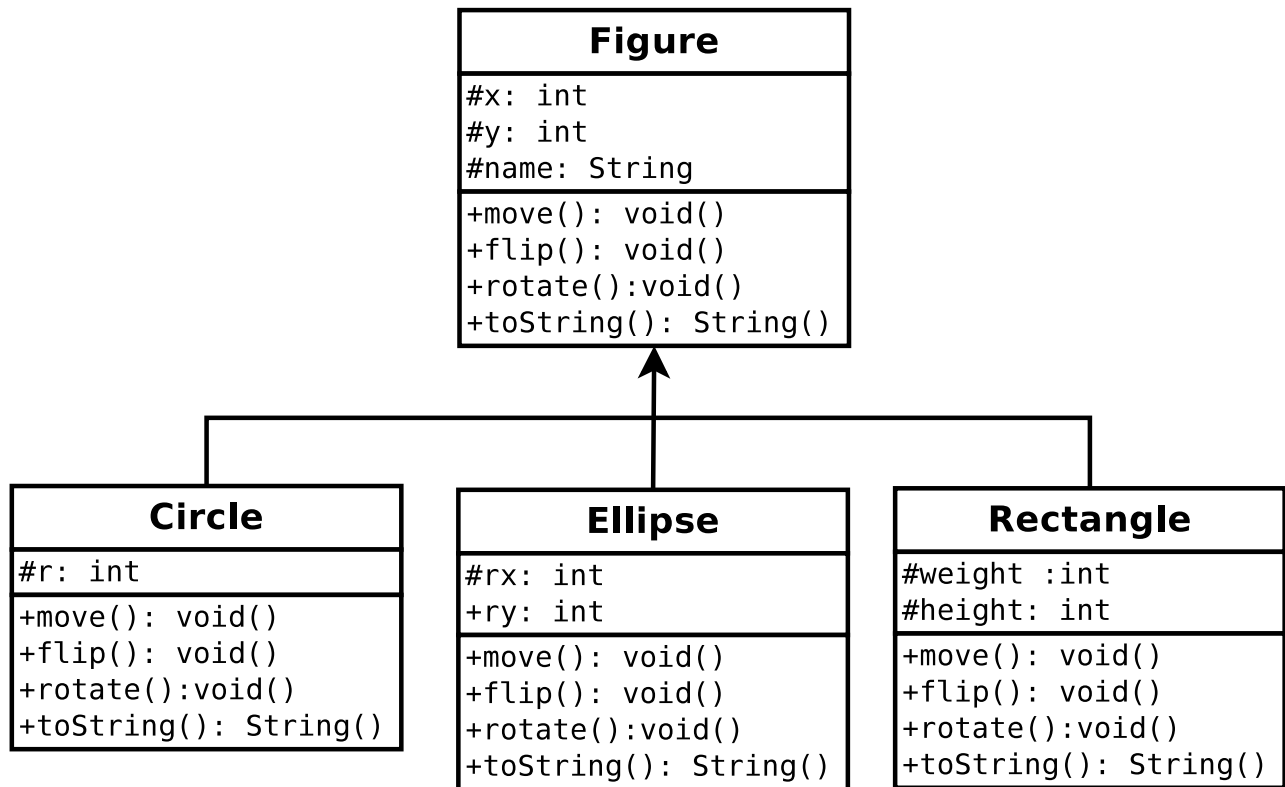 Figure
#x: int
#y: int
#name: String
+move(): void()
+flip(): void()
+rotate():void()
+toString(): String()
Circle
#r: int
+move(): void()
+flip(): void()
+rotate():void()
+toString(): String()
Ellipse
#rx: int
+ry: int
+move(): void()
+flip(): void()
+rotate():void()
+toString(): String()
Rectangle
#weight :int
#height: int
+move(): void()
+flip(): void()
+rotate():void()
+toString(): String()